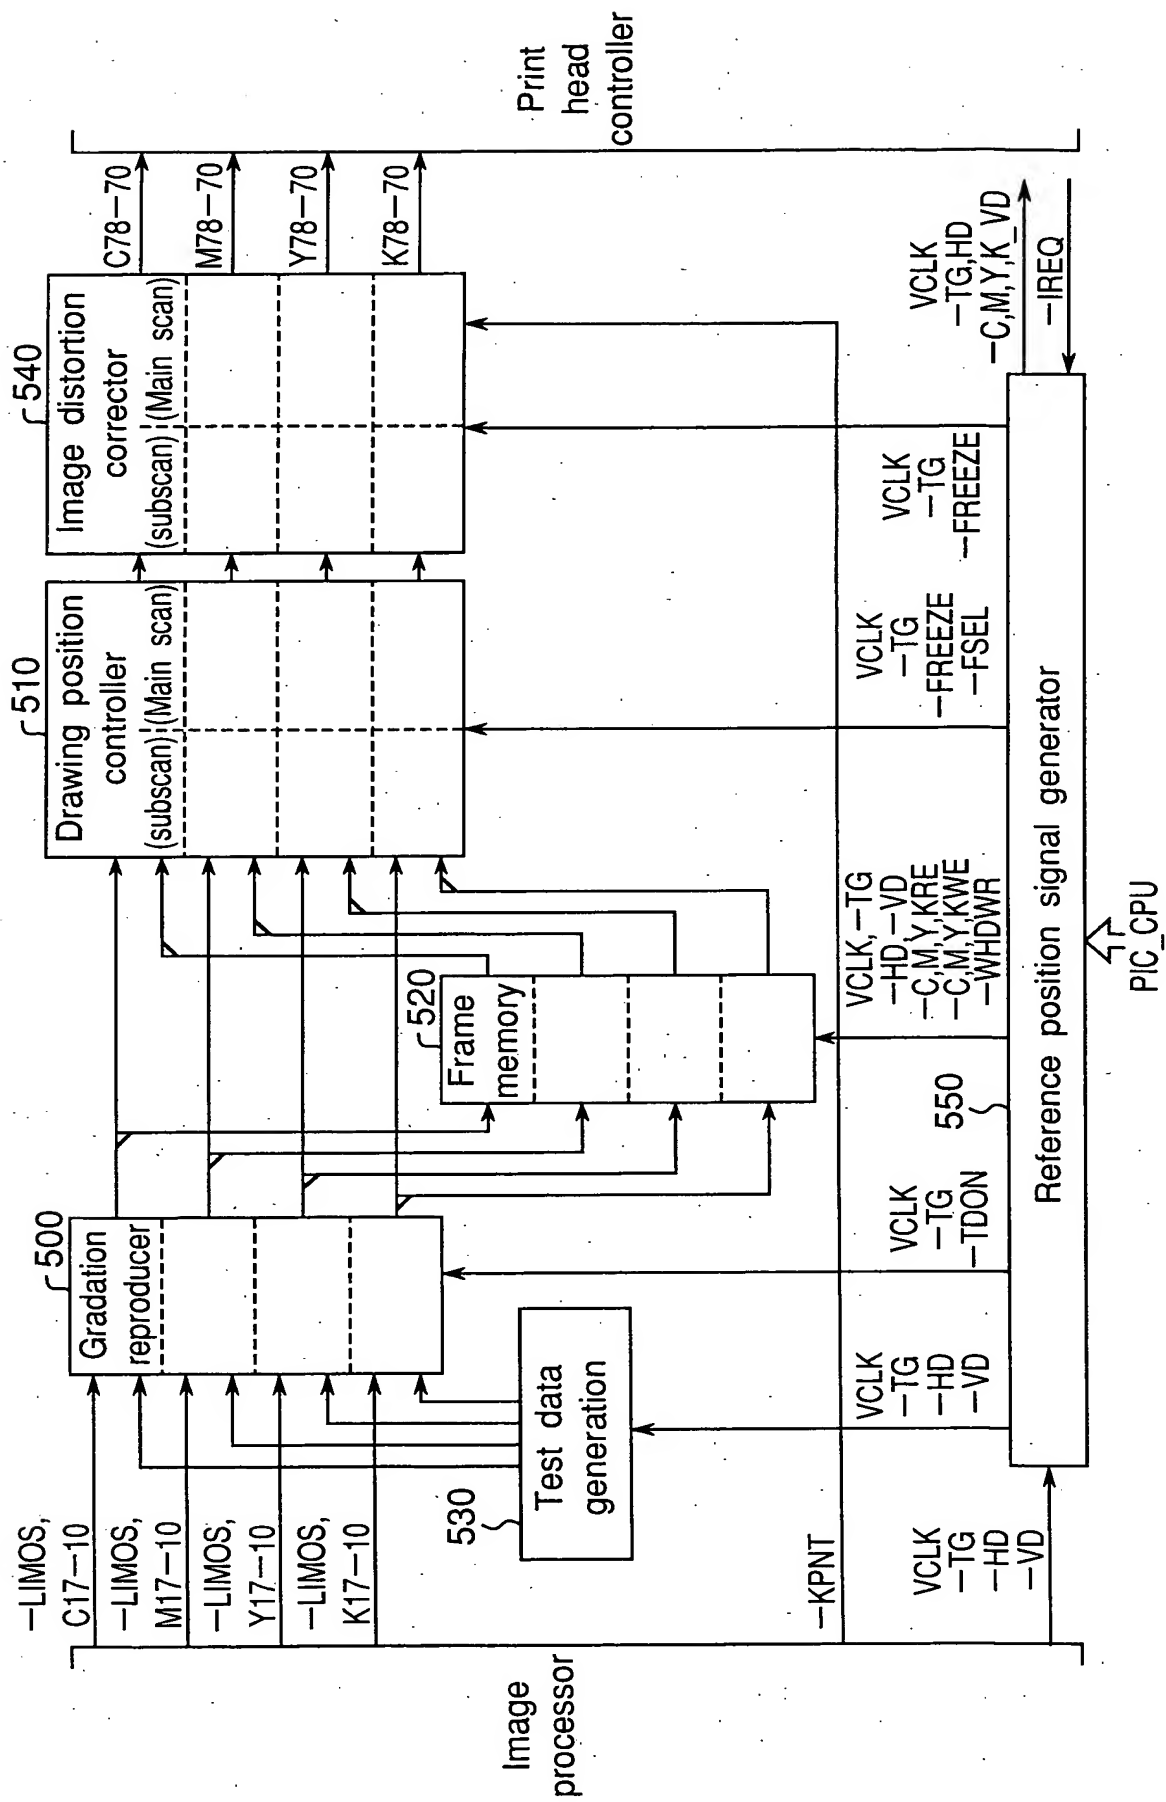 Image
processor
—LIMOS,
C17—10
—LIMOS,
M17—10
—LIMOS,
Y17—10
—LIMOS,
K17—10
—KPNT
VCLK
—TG
—HD
—VD
500
Gradation
reproducer
530
Test data
generation
520
Frame
memory
510
Drawing position
controller
(subscan) (Main scan)
540
Image distortion
corrector
(subscan) (Main scan)
C78—70
M78—70
Y78—70
K78—70
Print
head
controller
VCLK
—TG
—HD
—VD
VCLK
—TG
—TDON
VCLK,—TG
—HD,—VD
—C,M,Y,KRE
—C,M,Y,KWE
—WHDWR
VCLK
—TG
—FREEZE
—FSEL
VCLK
—TG
—FREEZE
VCLK
—TG,HD
—C,M,Y,K_VD
—IREQ
550
Reference position signal generator
PIC_CPU